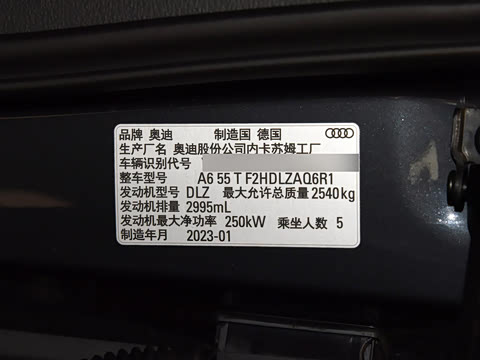 品牌 奥迪 制造国 德国
生产厂名 奥迪股份公司内卡苏姆工厂
车辆识别代号
整车型号 A6 55 T F2HDLZAQ6R1
发动机型号 DLZ 最大允许总质量 2540kg
发动机排量 2995mL
发动机最大净功率 250kW 乘坐人数 5
制造年月 2023-01